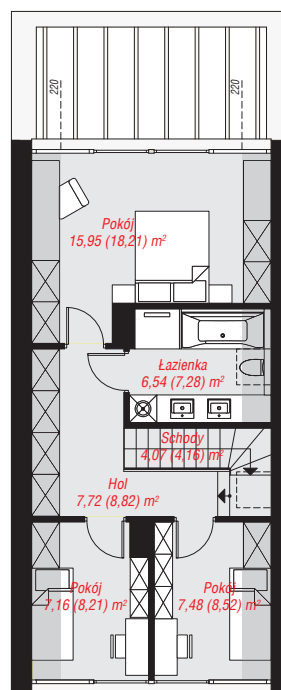 220
220
Pokój
15,95 (18,21) m²
Łazienka
6,54 (7,28) m²
Schody
4,07 (4,16) m²
Hol
7,72 (8,82) m²
Pokój
7,16 (8,21) m²
Pokój
7,48 (8,52) m²